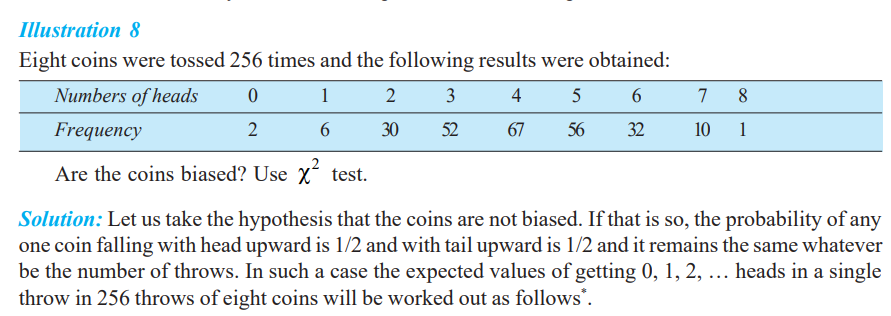 Illustration 8
Eight coins were tossed 256 times and the following results were obtained:
Numbers of heads 0 1 2 3 4 5 6 7 8
Frequency 2 6 30 52 67 56 32 10 1
Are the coins biased? Use χ² test.
Solution: Let us take the hypothesis that the coins are not biased. If that is so, the probability of any
one coin falling with head upward is 1/2 and with tail upward is 1/2 and it remains the same whatever
be the number of throws. In such a case the expected values of getting 0, 1, 2, … heads in a single
throw in 256 throws of eight coins will be worked out as follows*.